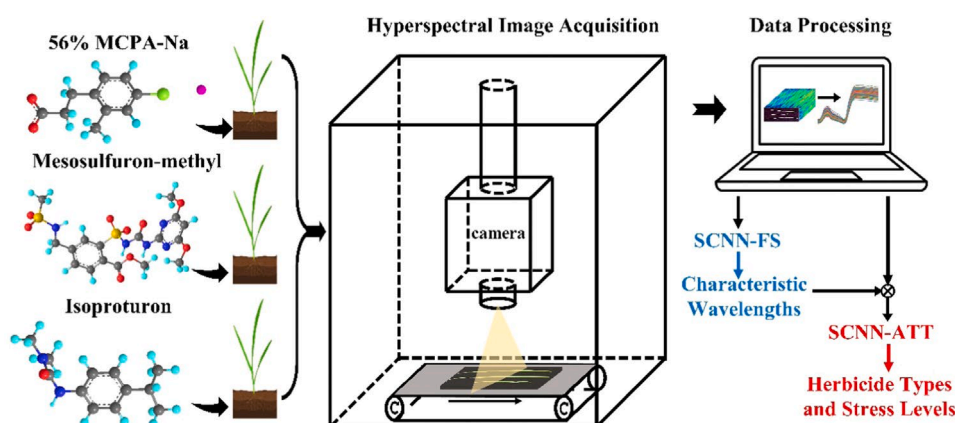 Hyperspectral Image Acquisition
Data Processing
56% MCPA-Na
Mesosulfuron-methyl
Isoproturon
camera
C
C
SCNN-FS
Characteristic
Wavelengths
SCNN-ATT
Herbicide Types
and Stress Levels